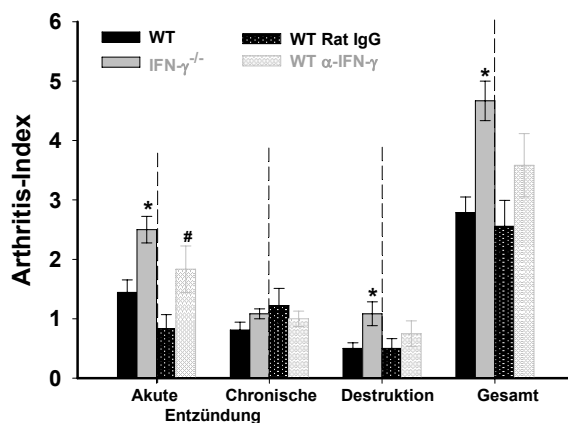 6
5
4
3
2
1
0
Arthritis-Index
WT
IFN-γ-/-
WT Rat IgG
WT α-IFN-γ
*
#
*
*
Akute
Chronische
Entzündung
Destruktion
Gesamt